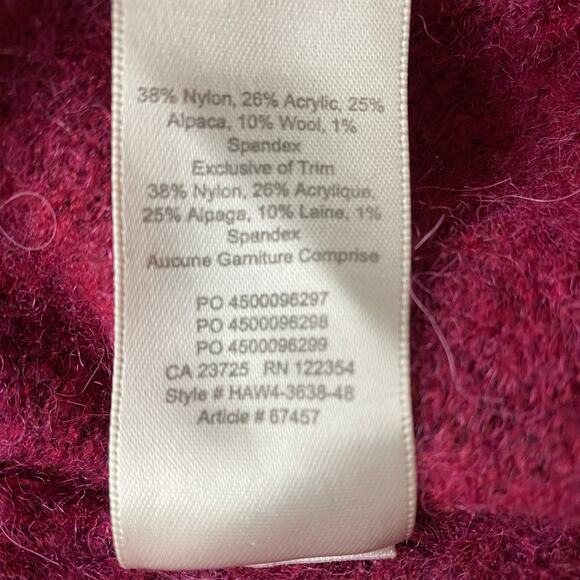 38% Nylon, 26% Acrylic, 25%
Alpaca, 10% Wool, 1%
Spandex
Exclusive of Trim
38% Nylon, 26% Acrylique,
25% Alpaga, 10% Laine, 1%
Spandex
Aucune Garniture Comprise
PO 4500096297
PO 4500096298
PO 4500096299
CA 23725 RN 122354
Style # HAW4-3638-48
Article # 67457